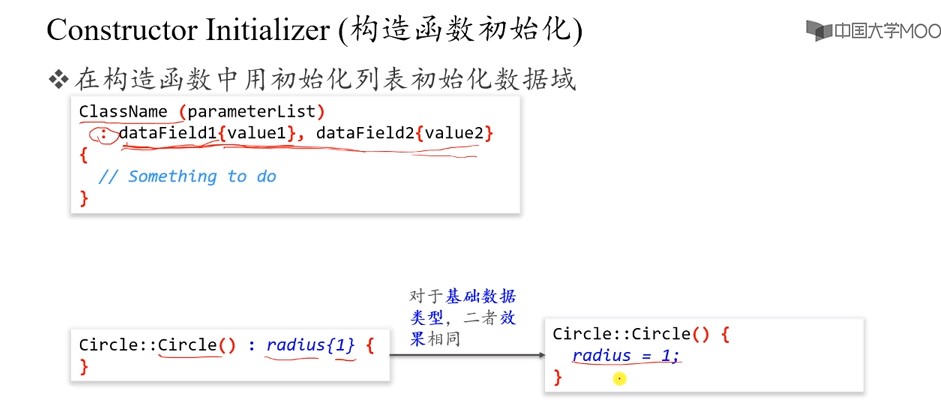 Constructor Initializer (构造函数初始化)
中国大学MOO
❖在构造函数中用初始化列表初始化数据域
ClassName (parameterList)
: dataField1{value1}, dataField2{value2}
{
// Something to do
}
对于基础数据
类型，二者效
果相同
Circle::Circle() : radius{1} {
}
Circle::Circle() {
radius = 1;
}